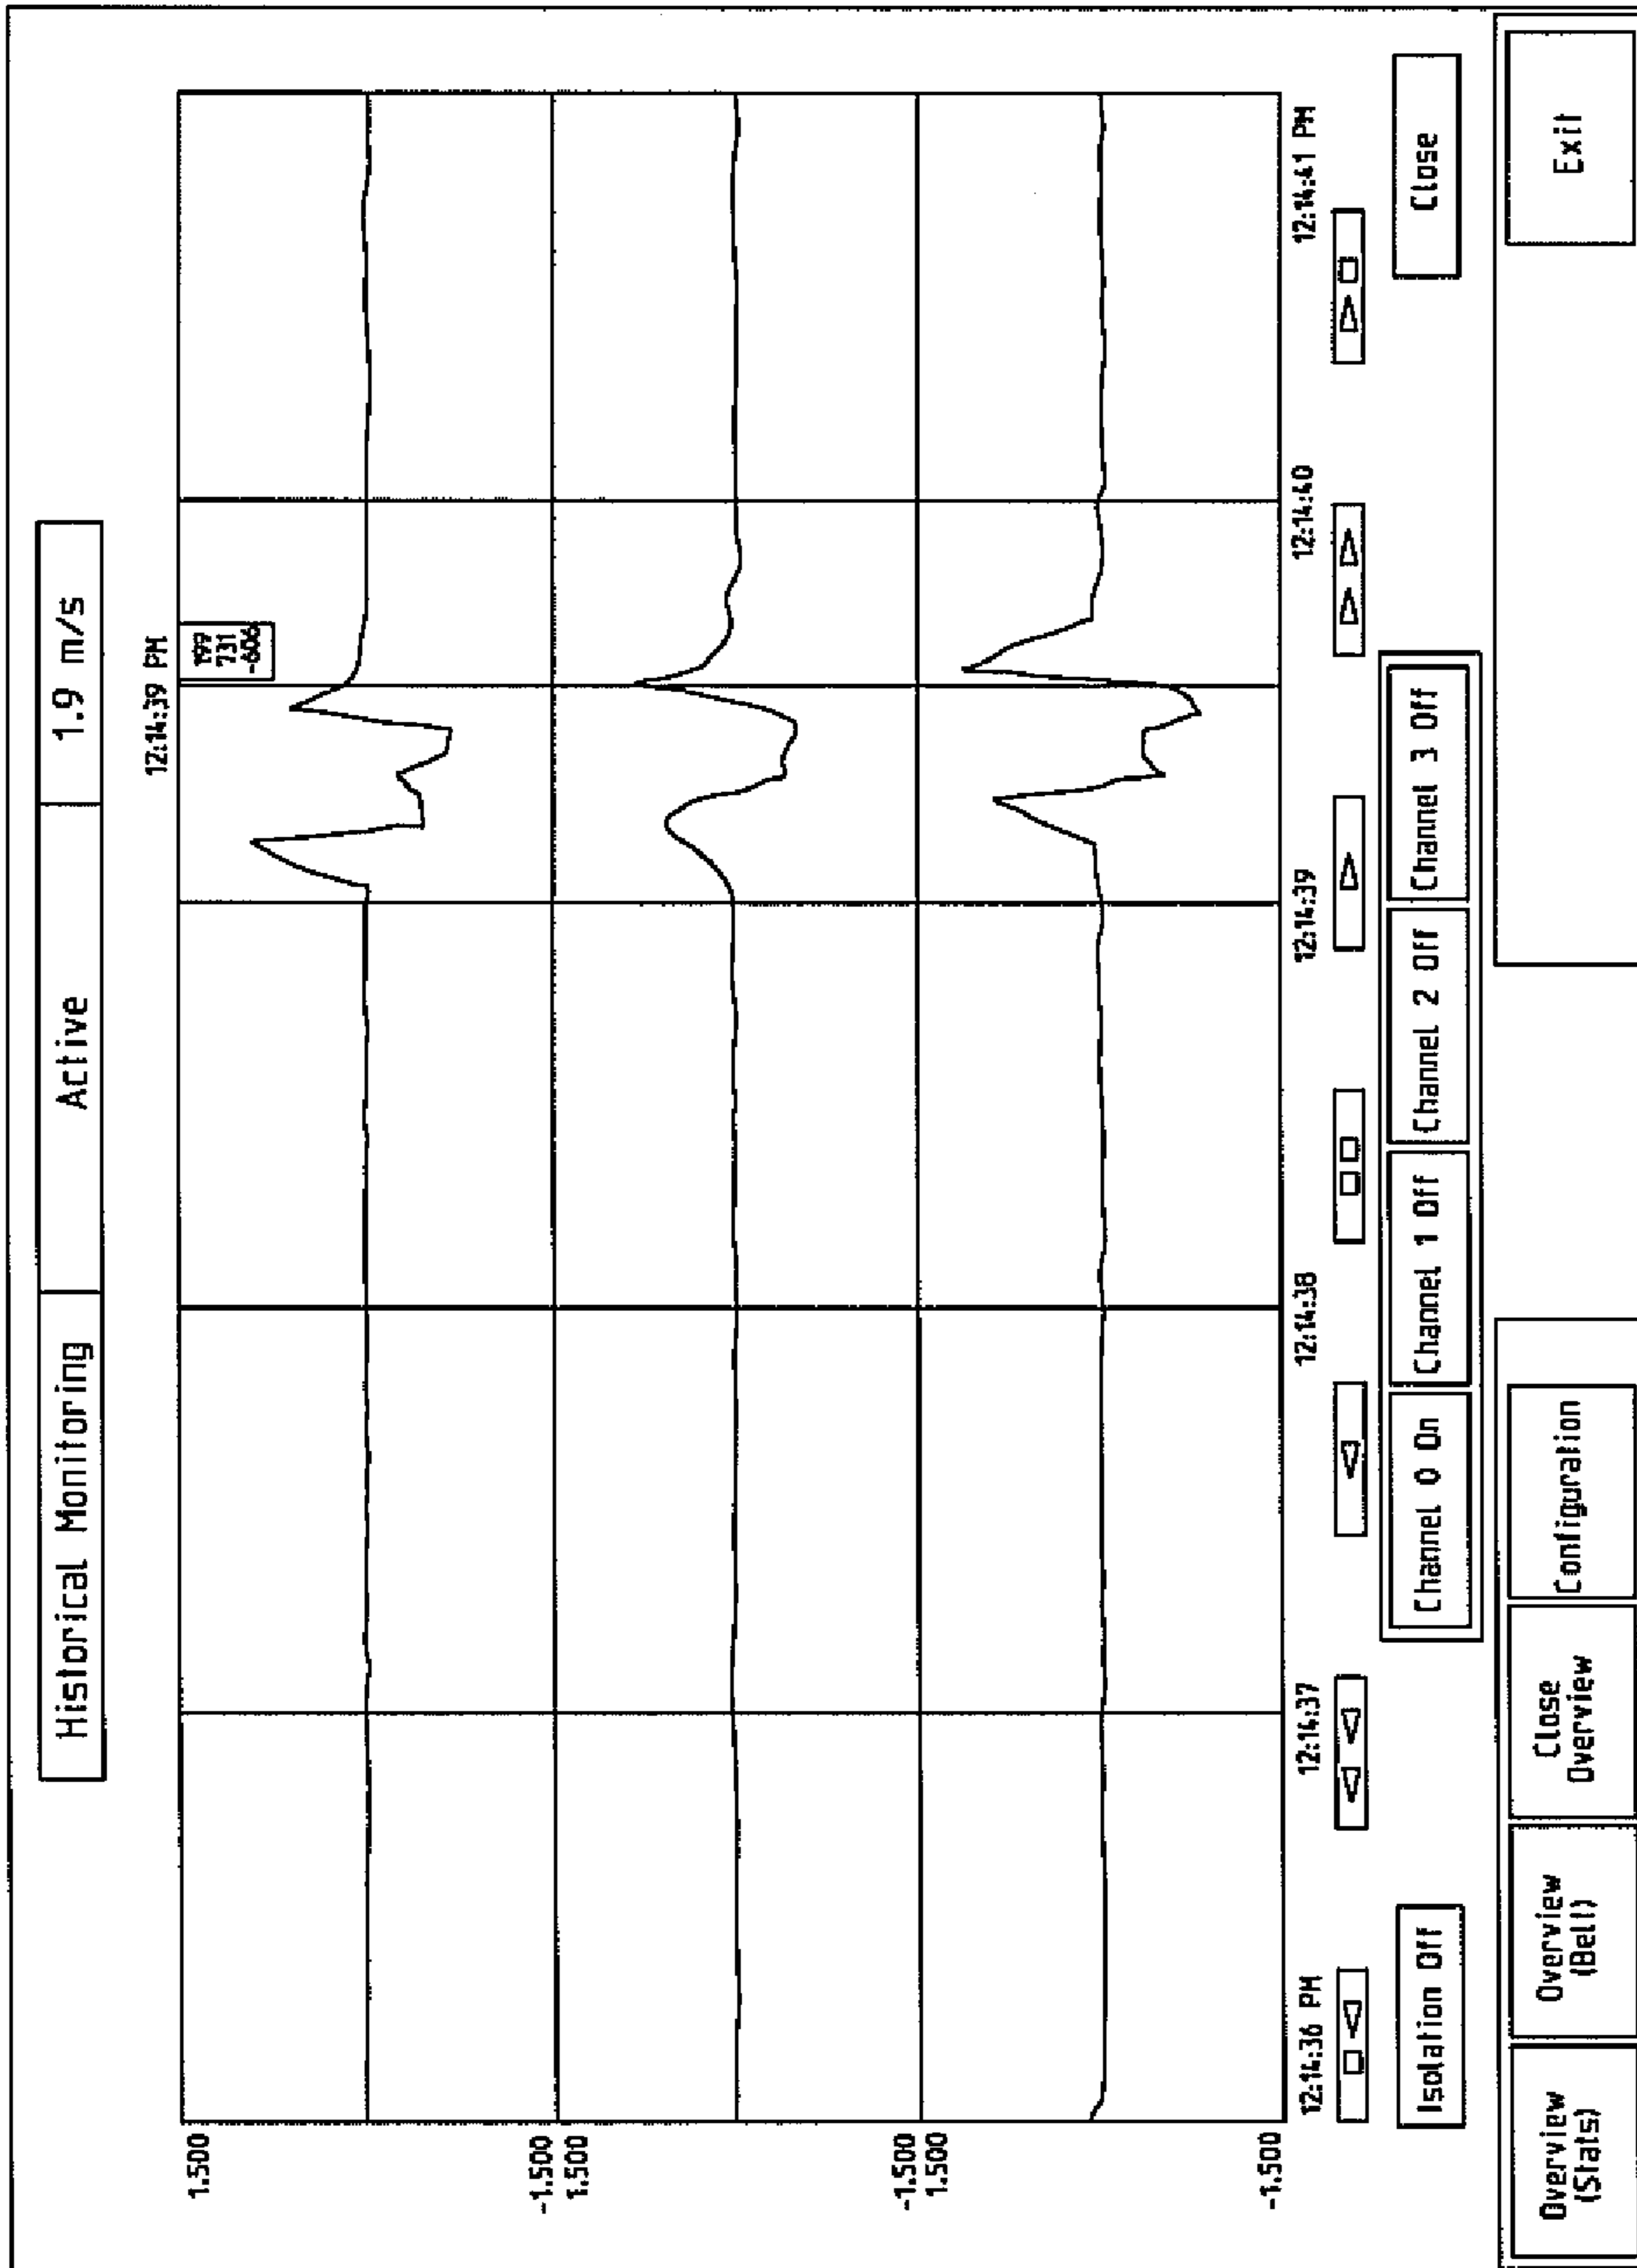 Historical Monitoring
Active
1.9 m/s
12:14:39 PM
199
731
-606
1.500
-1.500
1.500
-1.500
1.500
-1.500
12:14:36 PM
12:14:37
12:14:38
12:14:39
12:14:40
12:14:41 PM
Isolation Off
Channel 0 On
Channel 1 Off
Channel 2 Off
Channel 3 Off
Close
Overview
(Stats)
Overview
(Bell)
Close
Overview
Configuration
Exit